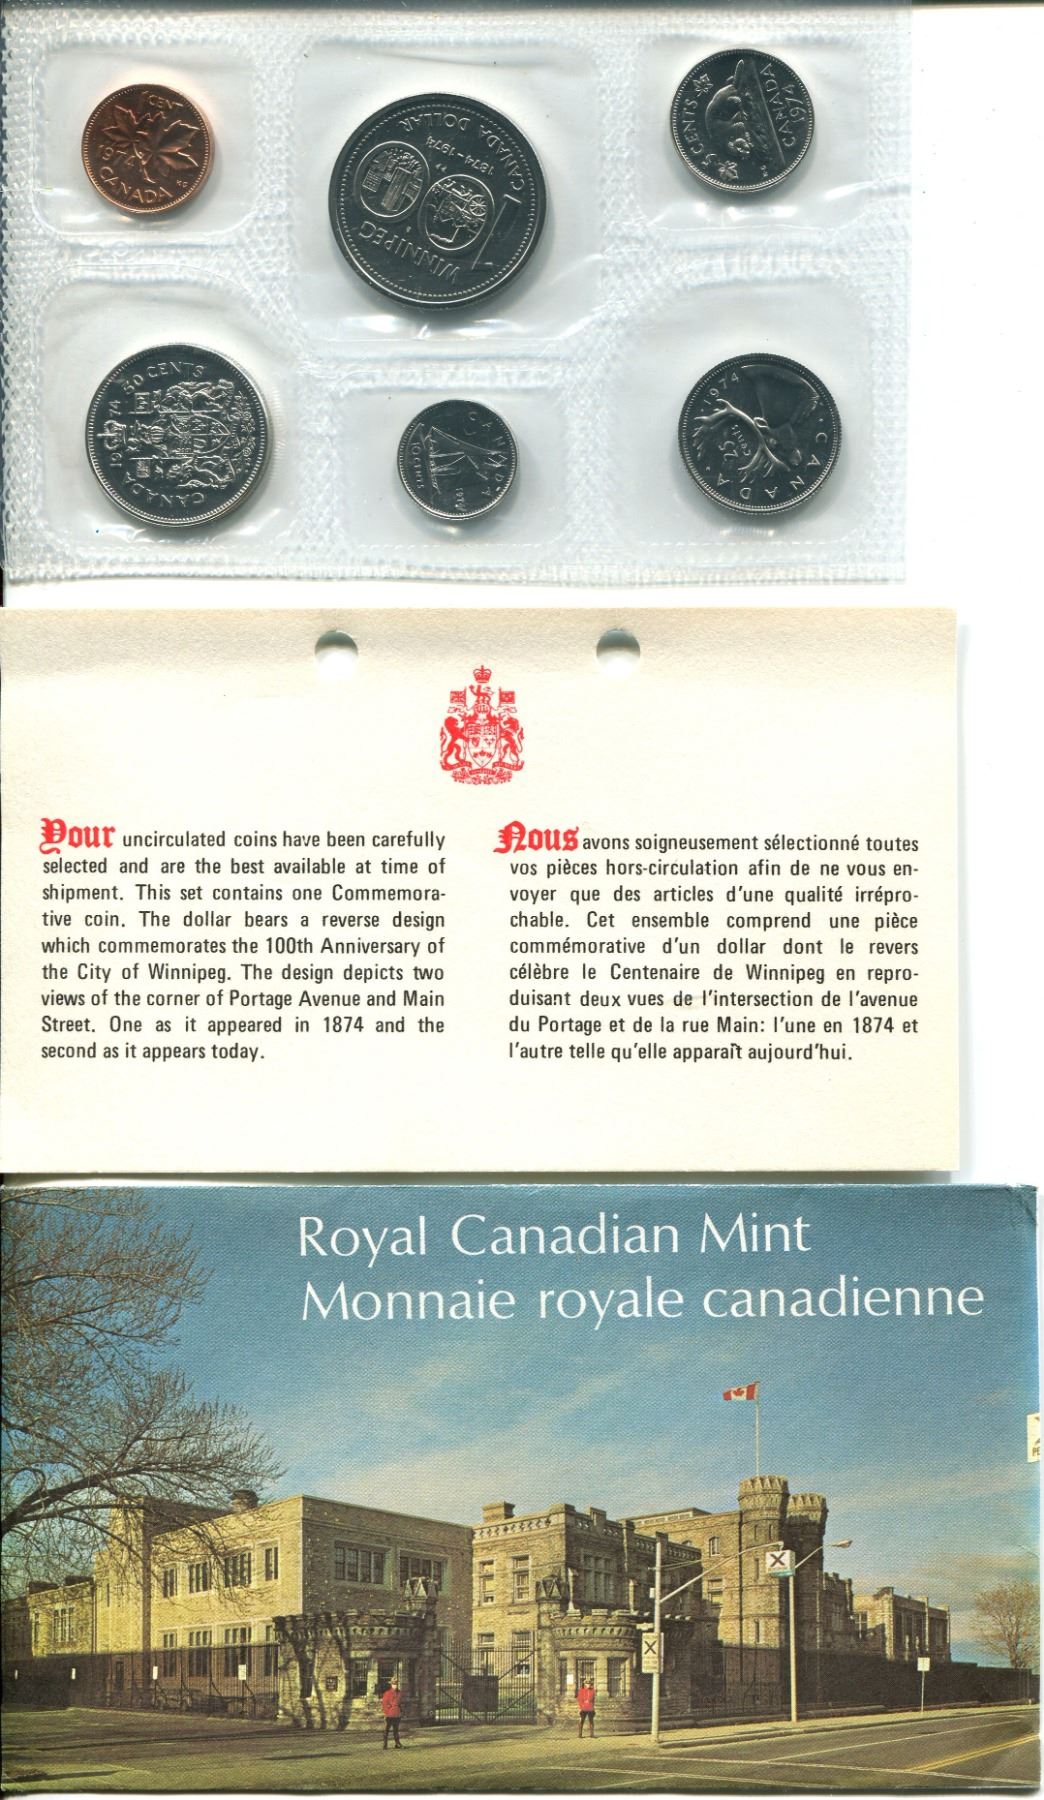 1 CENT
1974
CANADA
KG
WINNIPEG
100
1874-1974
CANADA DOLLAR
5 CENTS
CANADA
1974
50 CENTS
1974
CANADA
CANADA
10 CENTS
1974
1974
25
cents
CANADA
Your uncirculated coins have been carefully
selected and are the best available at time of
shipment. This set contains one Commemora-
tive coin. The dollar bears a reverse design
which commemorates the 100th Anniversary of
the City of Winnipeg. The design depicts two
views of the corner of Portage Avenue and Main
Street. One as it appeared in 1874 and the
second as it appears today.
Nous avons soigneusement sélectionné toutes
vos pièces hors-circulation afin de ne vous en-
voyer que des articles d'une qualité irrépro-
chable. Cet ensemble comprend une pièce
commémorative d'un dollar dont le revers
célèbre le Centenaire de Winnipeg en repro-
duisant deux vues de l'intersection de l'avenue
du Portage et de la rue Main: l'une en 1874 et
l'autre telle qu'elle apparaît aujourd'hui.
Royal Canadian Mint
Monnaie royale canadienne
X
X